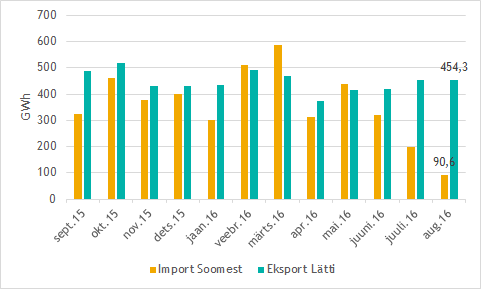 700
600
500
400
300
200
100
0
GWh
454,3
90,6
sept.15
okt.15
nov.15
dets.15
jaan.16
veebr.16
märts.16
apr.16
mai.16
juuni.16
juuli.16
aug.16
Import Soomest Eksport Lätti